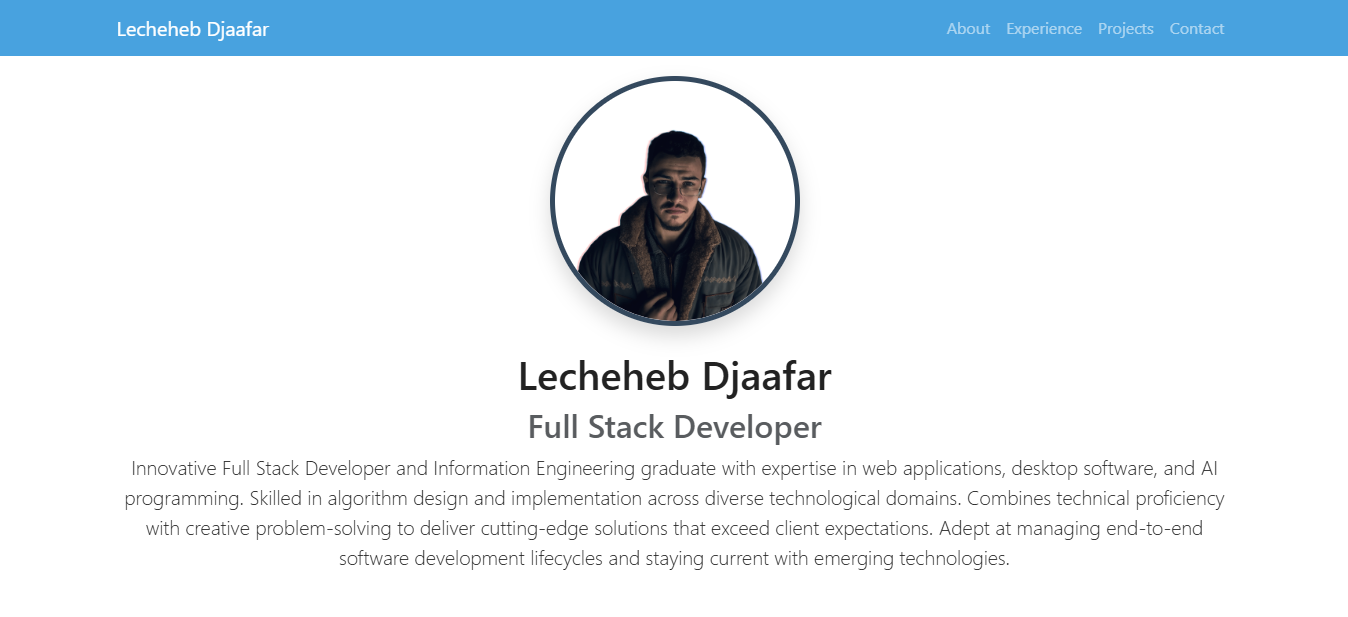 Lecheheb Djaafar
About Experience Projects Contact
Lecheheb Djaafar
Full Stack Developer
Innovative Full Stack Developer and Information Engineering graduate with expertise in web applications, desktop software, and AI
programming. Skilled in algorithm design and implementation across diverse technological domains. Combines technical proficiency
with creative problem-solving to deliver cutting-edge solutions that exceed client expectations. Adept at managing end-to-end
software development lifecycles and staying current with emerging technologies.